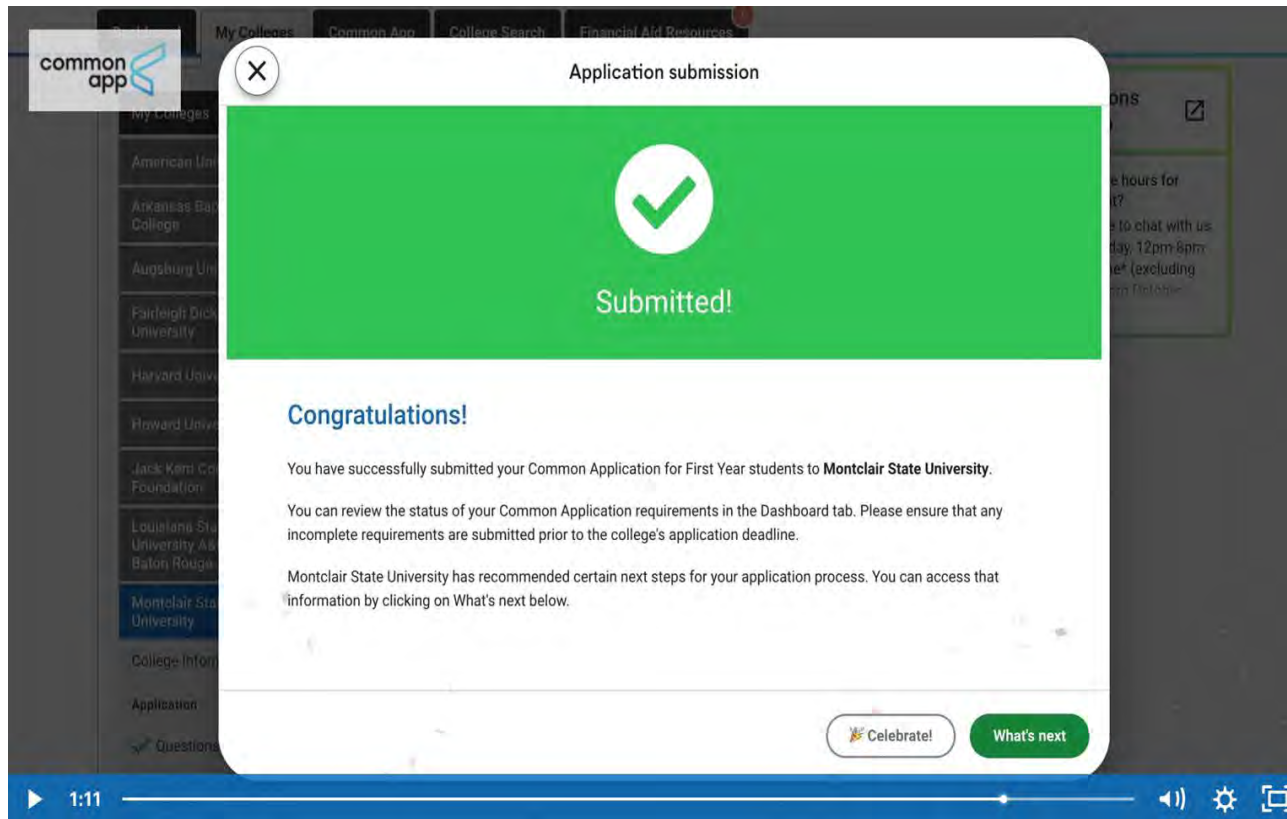 My Colleges Common App College Search Financial Aid Resources
common
app
Application submission
My Colleges
American Uni
Arkansas Bap
College
Augsburg Uni
Fairleigh Dick
University
Harvard Unive
Howard Unive
Jack Kent Co
Foundation
Louisiana Sta
University A&
Baton Rouge
Montclair Sta
University
College Inform
Application
Questions
Submitted!
Congratulations!
You have successfully submitted your Common Application for First Year students to Montclair State University.
You can review the status of your Common Application requirements in the Dashboard tab. Please ensure that any
incomplete requirements are submitted prior to the college's application deadline.
Montclair State University has recommended certain next steps for your application process. You can access that
information by clicking on What's next below.
🎉 Celebrate!
What's next
ons
e hours for
t?
e to chat with us
day, 12pm-8pm
e* (excluding
1:11